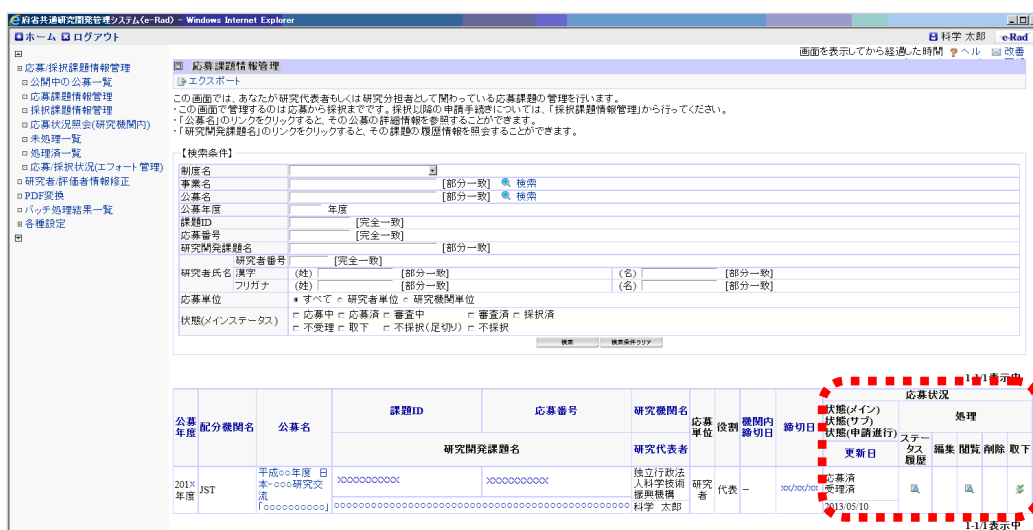 府省共通研究開発管理システム(e-Rad) - Windows Internet Explorer
ホーム ログアウト
科学 太郎 e-Rad
画面を表示してから経過した時間 ヘル 改善
応募/採択課題情報管理
公開中の公募一覧
応募課題情報管理
採択課題情報管理
応募状況照会(研究機関内)
未処理一覧
処理済一覧
応募/採択状況(エフォート管理)
研究者/評価者情報修正
PDF変換
バッチ処理結果一覧
各種設定
応募課題情報管理
エクスポート
この画面では、あなたが研究代表者もしくは研究分担者として関わっている応募課題の管理を行います。
・この画面で管理するのは応募から採択までです。採択以降の申請手続きについては、「採択課題情報管理」から行ってください。
・「公募名」のリンクをクリックすると、その公募の詳細情報を参照することができます。
・「研究開発課題名」のリンクをクリックすると、その課題の履歴情報を照会することができます。
【検索条件】
制度名
事業名 [部分一致] 検索
公募名 [部分一致] 検索
公募年度 年度
課題ID [完全一致]
応募番号 [完全一致]
研究開発課題名 [部分一致]
研究者番号 [完全一致]
研究者氏名 漢字 (姓) [部分一致] (名) [部分一致]
フリガナ (姓) [部分一致] (名) [部分一致]
応募単位 すべて 研究者単位 研究機関単位
状態(メインステータス) 応募中 応募済 審査中 審査済 採択済
不受理 取下 不採択(足切り) 不採択
検索 検索条件クリア
1-1/1表示中
公募年度 配分機関名 公募名 課題ID 応募番号 研究機関名 応募単位 役割 機関内締切日 締切日 応募状況
研究開発課題名 研究代表者
状態(メイン)
状態(サブ)
状態(申請進行)
処理
更新日 ステータス履歴 編集 閲覧 削除 取下
201X年度 JST 平成○○年度 日本-○○○研究交流「○○○○○○○○○○」 XXXXXXXXXX XXXXXXXXXX 独立行政法人科学技術振興機構 研究者 代表 - XX/XX/XX 応募済
受理済
科学 太郎 2013/05/10
1-1/1表示中